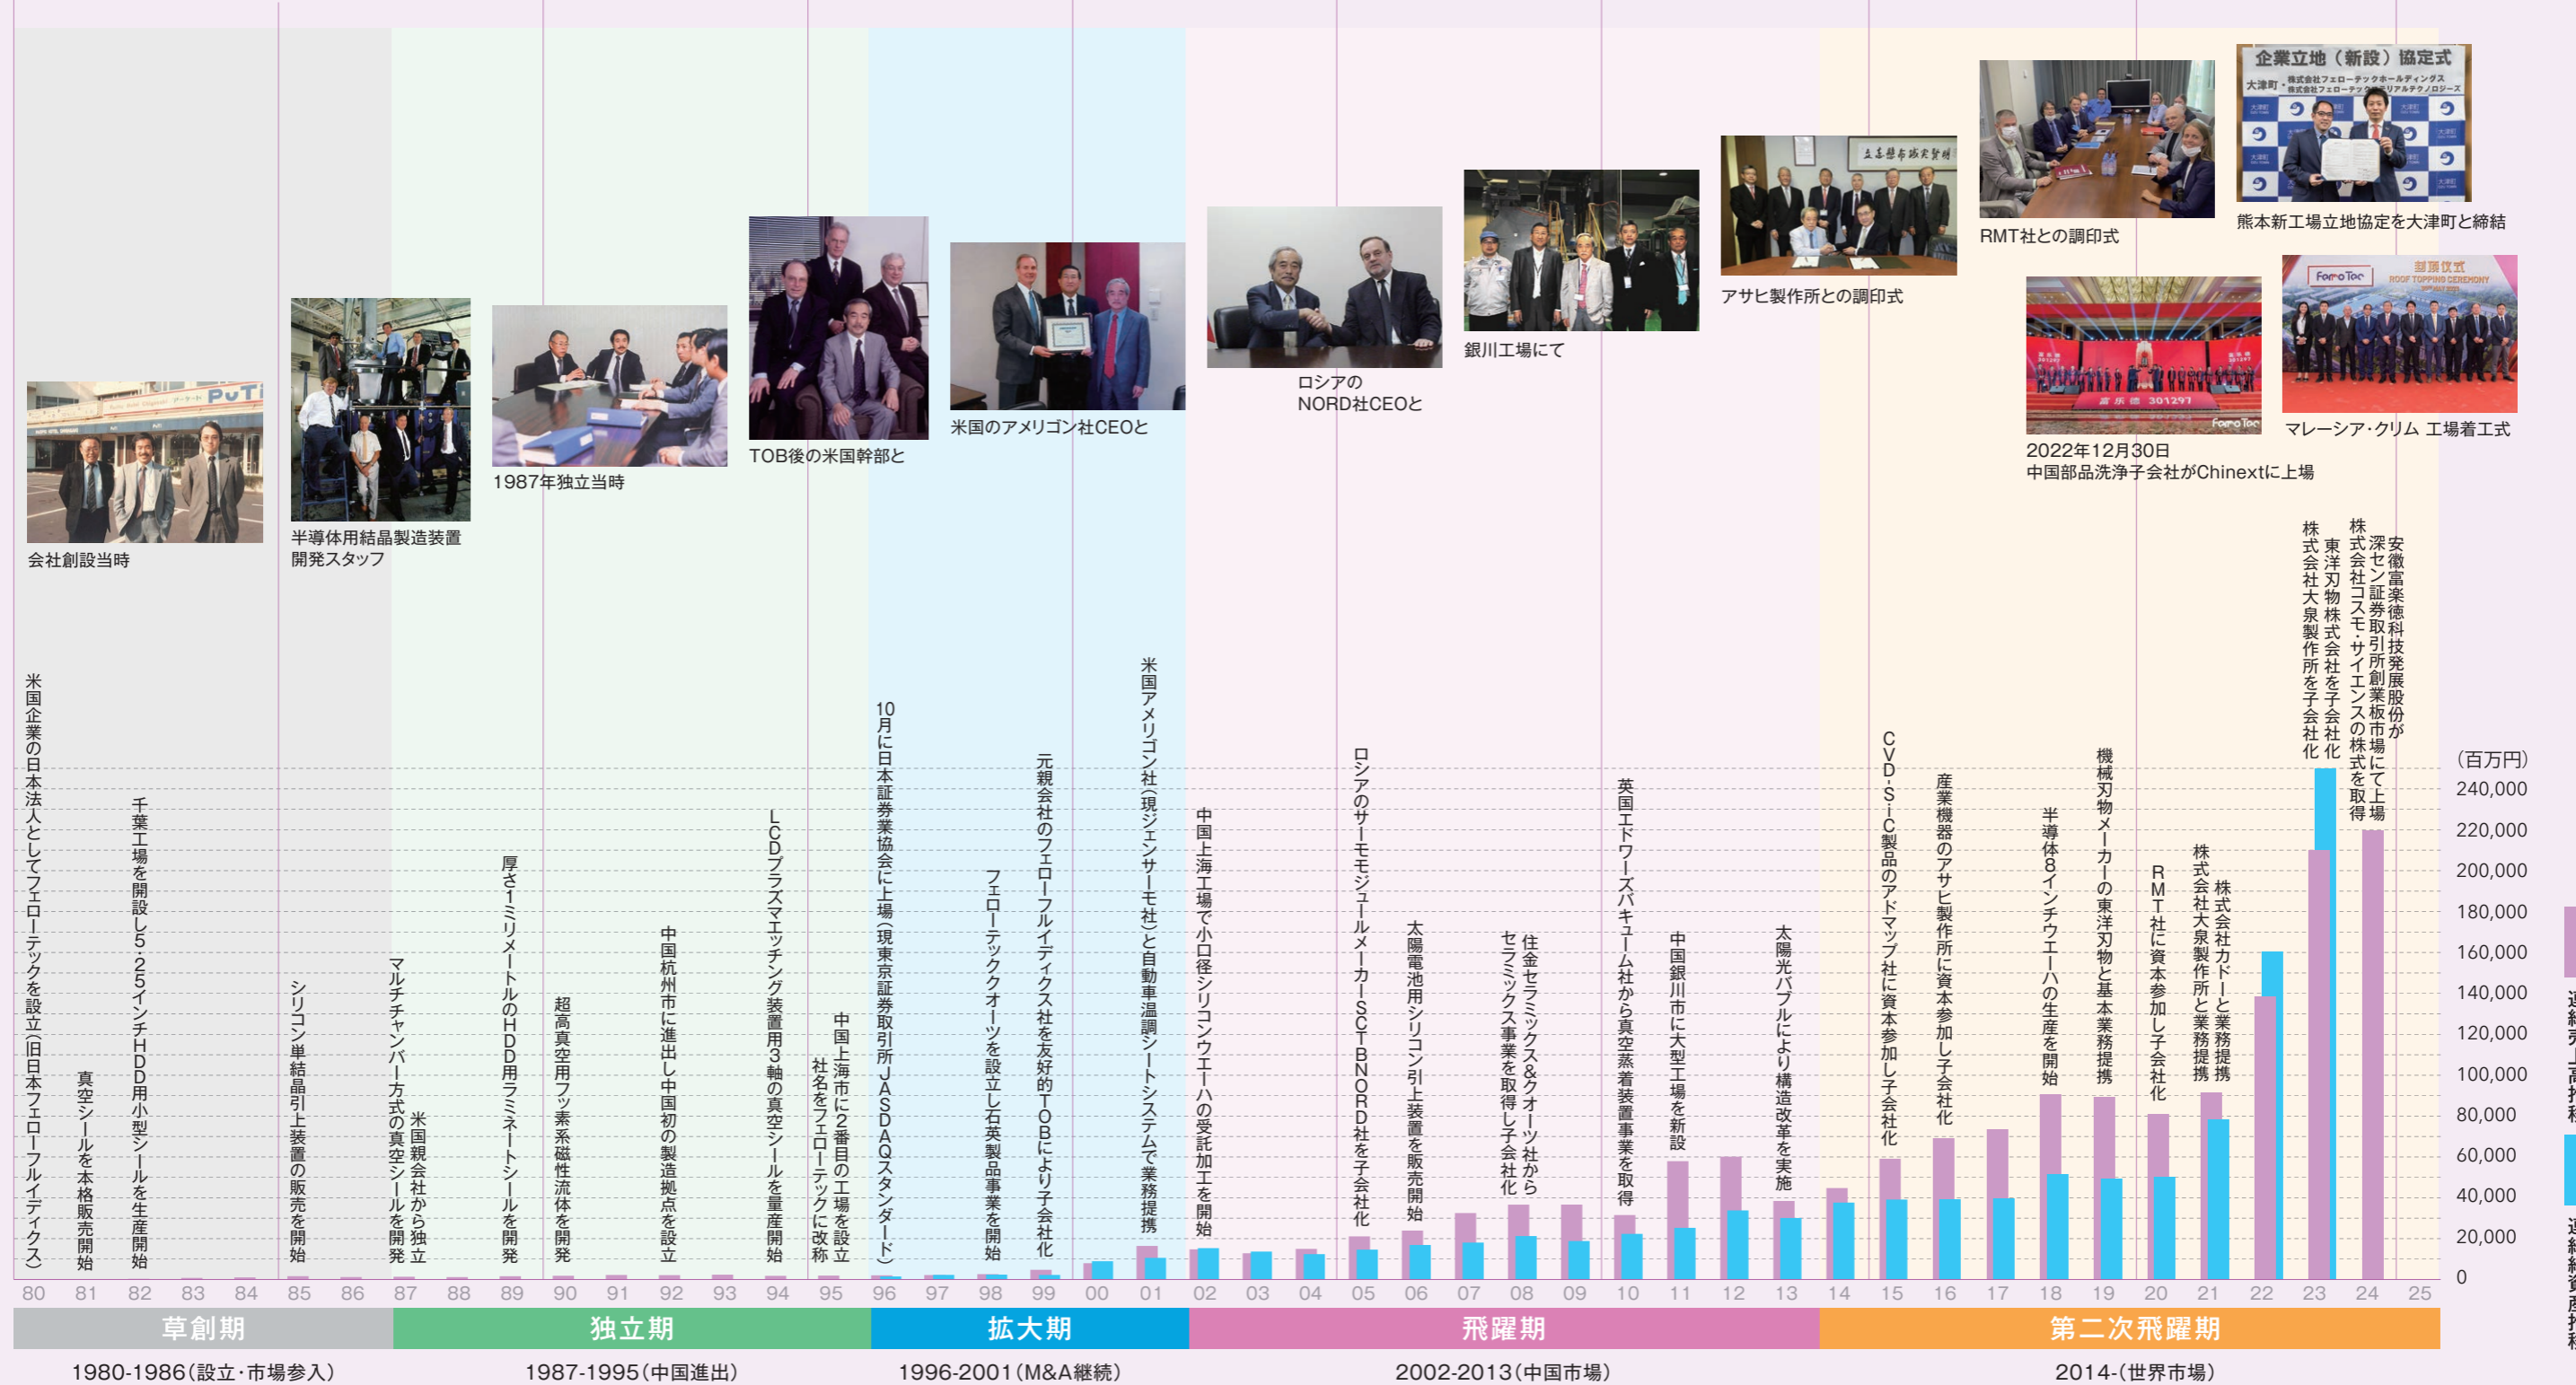 会社創設当時
半導体用結晶製造装置
開発スタッフ
1987年独立当時
TOB後の米国幹部と
米国のアメリゴン社CEOと
ロシアの
NORD社CEOと
銀川工場にて
アサヒ製作所との調印式
RMT社との調印式
企業立地（新設）協定式
大津町・株式会社フェローテックホールディングス
熊本新工場立地協定を大津町と締結
富乐德 301297
FerroTec
2022年12月30日
中国部品洗浄子会社がChinextに上場
FerroTec
封顶仪式
ROOF TOPPING CEREMONY
マレーシア・クリム 工場着工式
米国企業の日本法人としてフェローテックを設立（旧日本フェローフルイディクス）
真空シールを本格販売開始
千葉工場を開設し5・25インチHDD用小型シールを生産開始
シリコン単結晶引上装置の販売を開始
マルチチャンバー方式の真空シールを開発
米国親会社から独立
厚さ1ミリメートルのHDD用ラミネートシールを開発
超高真空用フッ素系磁性流体を開発
中国杭州市に進出し中国初の製造拠点を設立
LCDプラズマエッチング装置用3軸の真空シールを量産開始
社名をフェローテックに改称
中国上海市に2番目の工場を設立
10月に日本証券業協会に上場（現東京証券取引所JASDAQスタンダード）
フェローテッククオーツを設立し石英製品事業を開始
元親会社のフェローフルイディクス社を友好的TOBにより子会社化
米国アメリゴン社（現ジェンサーモ社）と自動車温調シートシステムで業務提携
中国上海工場で小口径シリコンウエーハの受託加工を開始
ロシアのサーモモジュールメーカーSCTBNORD社を子会社化
太陽電池用シリコン引上装置を販売開始
住金セラミックス&クオーツ社から
セラミックス事業を取得し子会社化
英国エドワーズバキューム社から真空蒸着装置事業を取得
中国銀川市に大型工場を新設
太陽光バブルにより構造改革を実施
CVD-SiC製品のアドマップ社に資本参加し子会社化
産業機器のアサヒ製作所に資本参加し子会社化
半導体8インチウエーハの生産を開始
機械刃物メーカーの東洋刃物と基本業務提携
RMT社に資本参加し子会社化
株式会社大泉製作所と業務提携
株式会社カドーと業務提携
株式会社大泉製作所を子会社化
東洋刃物株式会社を子会社化
株式会社コスモ・サイエンスの株式を取得
安徽富楽徳科技発展股份が
深セン証券取引所創業板市場にて上場
（百万円）
240,000
220,000
200,000
180,000
160,000
140,000
120,000
100,000
80,000
60,000
40,000
20,000
0
80 81 82 83 84 85 86 87 88 89 90 91 92 93 94 95 96 97 98 99 00 01 02 03 04 05 06 07 08 09 10 11 12 13 14 15 16 17 18 19 20 21 22 23 24 25
草創期 独立期 拡大期 飛躍期 第二次飛躍期
1980-1986（設立・市場参入） 1987-1995（中国進出） 1996-2001（M&A継続） 2002-2013（中国市場） 2014-（世界市場）